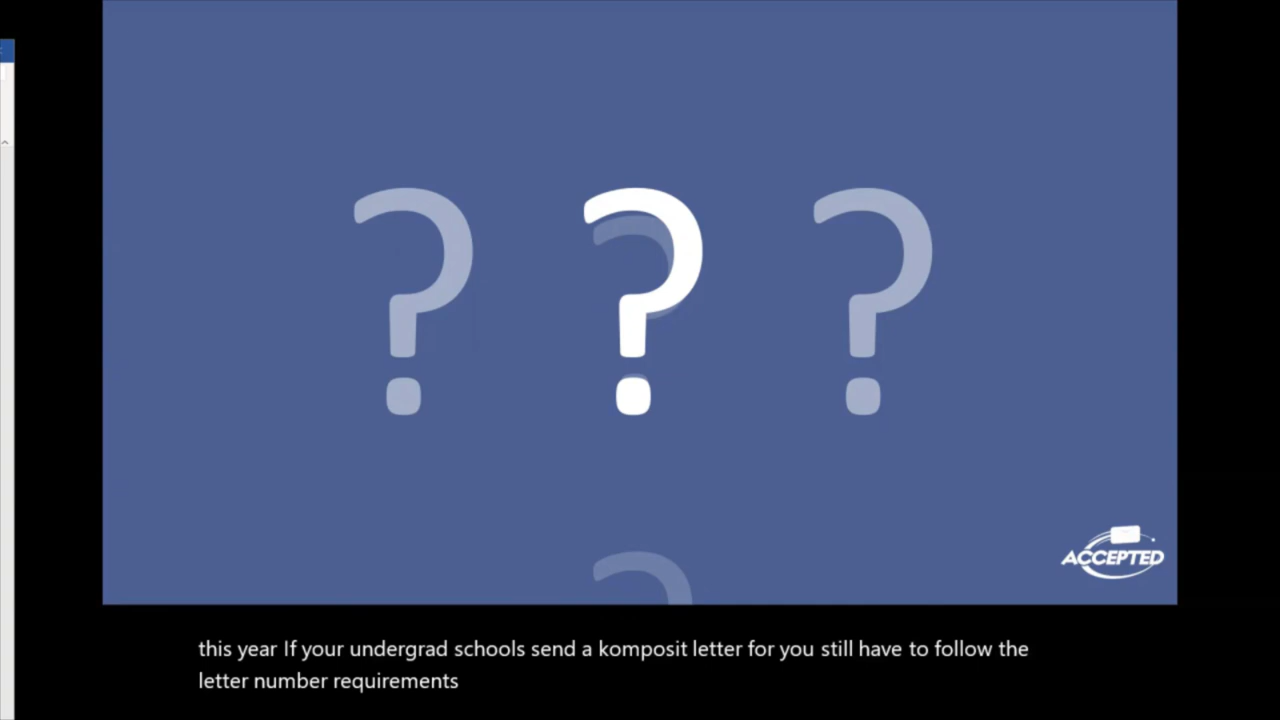 ? ? ?
?
ACCEPTED
this year If your undergrad schools send a komposit letter for you still have to follow the
letter number requirements